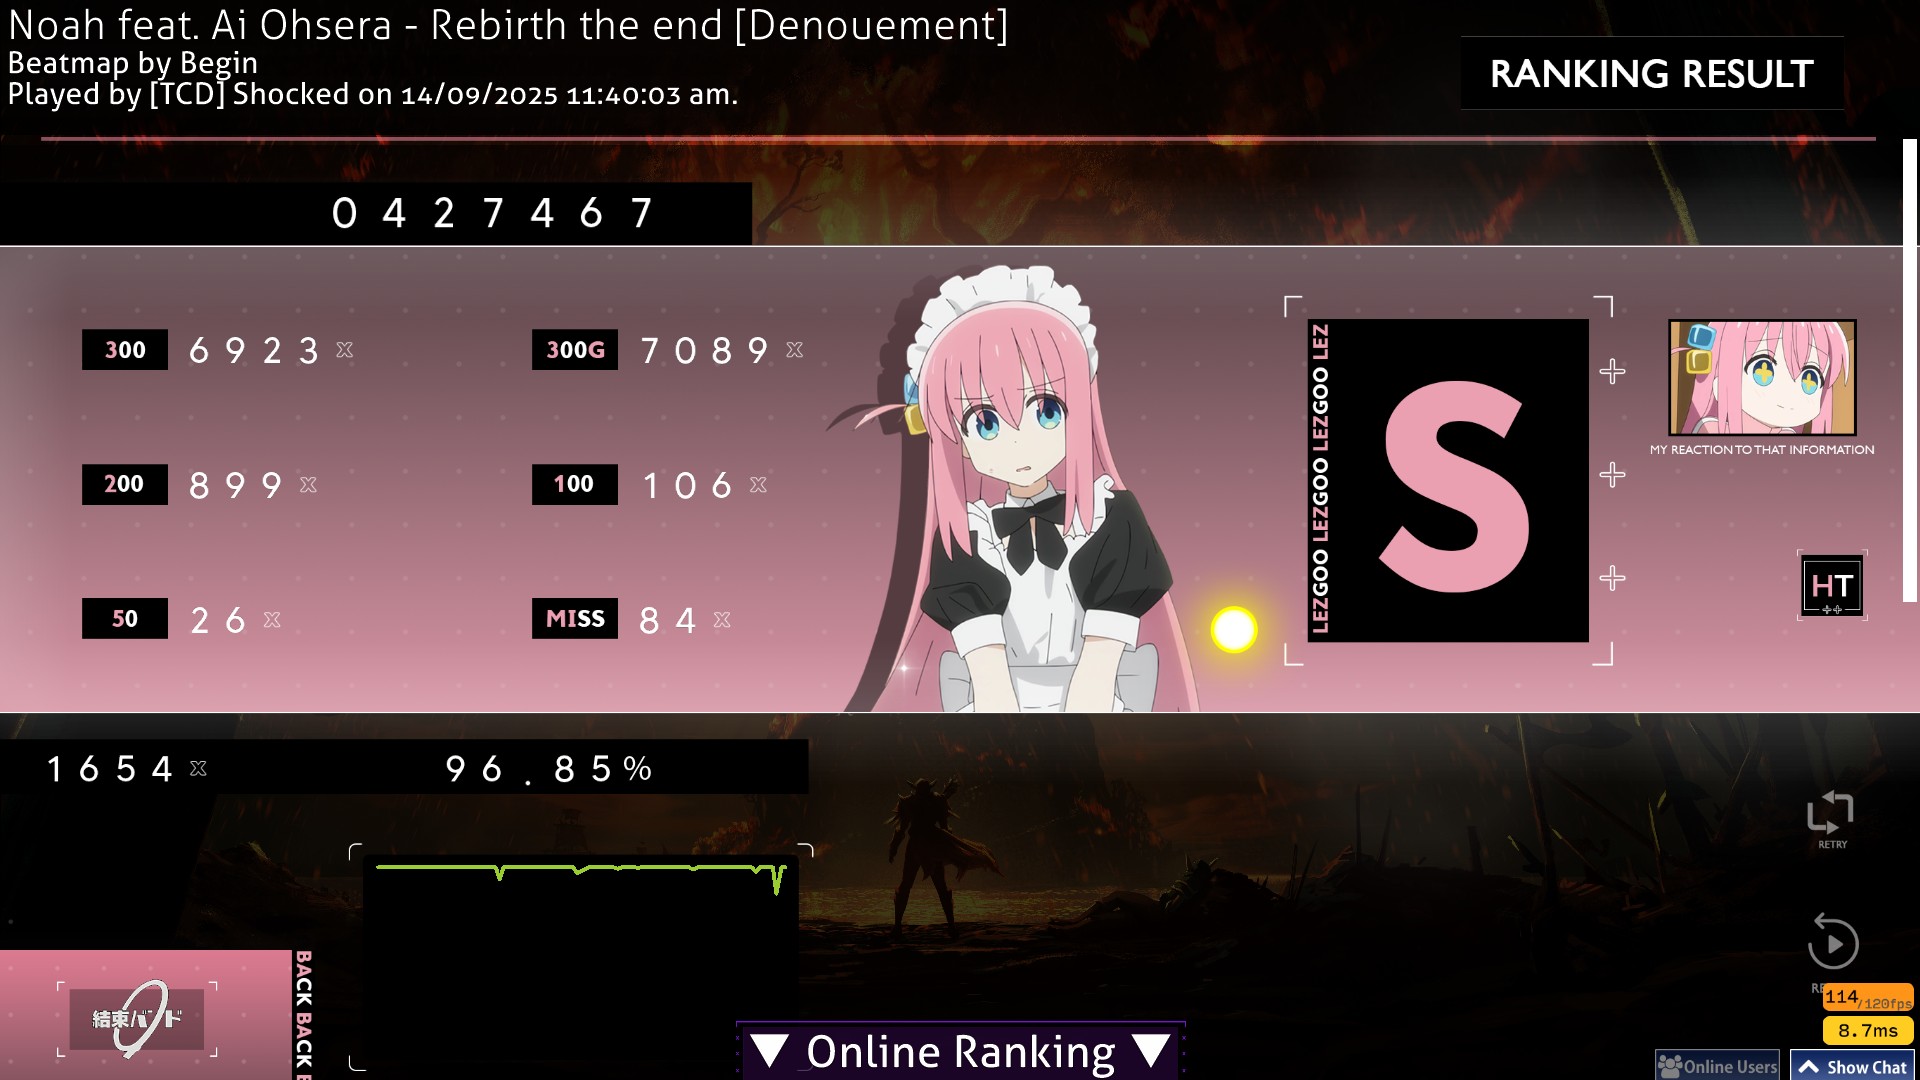 Noah feat. Ai Ohsera - Rebirth the end [Denouement]
Beatmap by Begin
Played by [TCD] Shocked on 14/09/2025 11:40:03 am.
RANKING RESULT
0427467
300 6923x
300G 7089x
200 899x
100 106x
50 26x
MISS 84x
LEZGOO LEZGOO LEZGOO LEZ
S
MY REACTION TO THAT INFORMATION
HT
1654x
96.85%
RETRY
BACK BACK
結束バンド
Online Ranking
114/120fps
8.7ms
Online Users
Show Chat